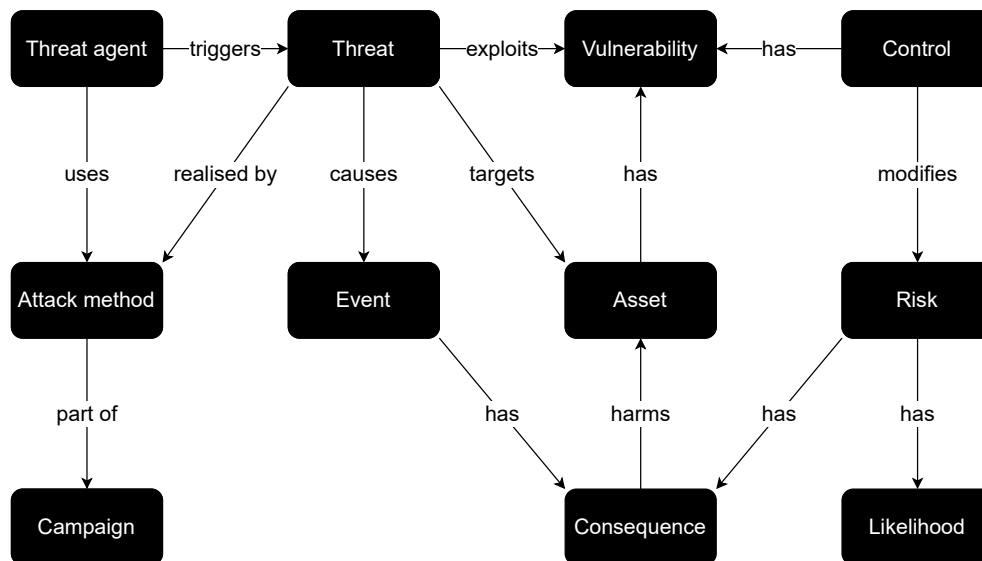 Threat agent
triggers
Threat
exploits
Vulnerability
has
Control
uses
realised by
causes
targets
has
modifies
Attack method
Event
Asset
Risk
part of
has
harms
has
has
Campaign
Consequence
Likelihood